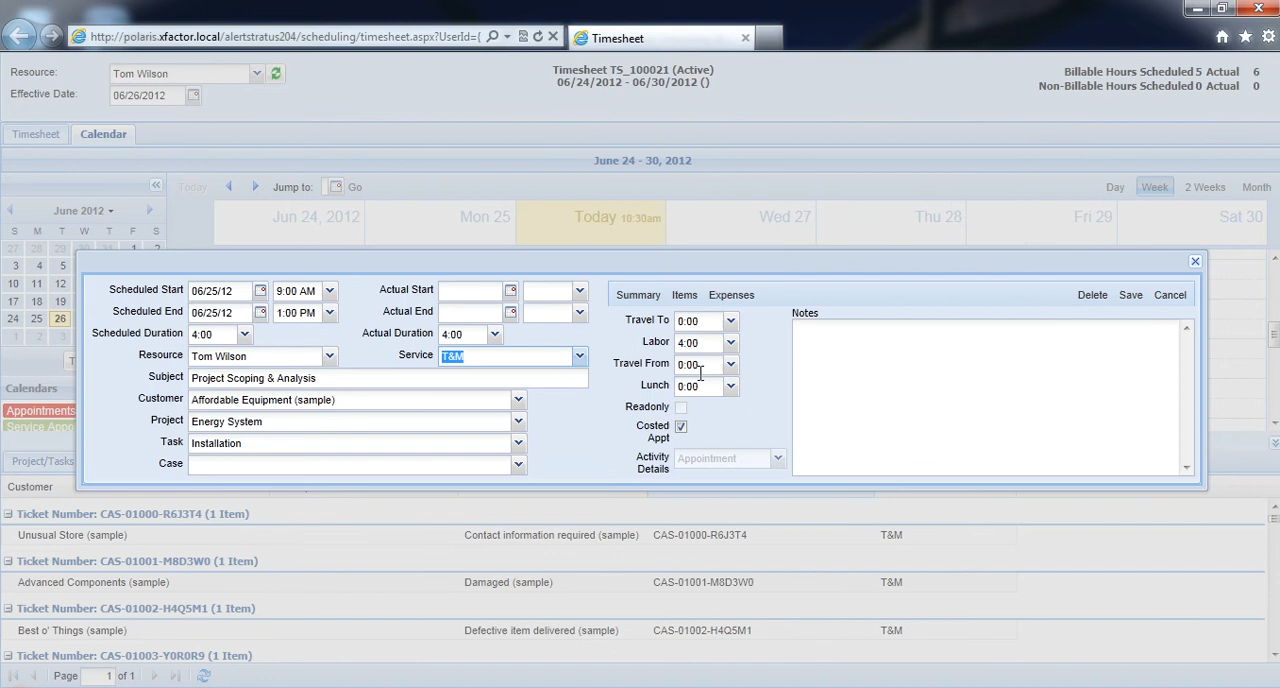 http://polaris.xfactor.local/alertstratus204/scheduling/timesheet.aspx?UserId={
Timesheet
Resource: Tom Wilson
Effective Date: 06/26/2012
Timesheet TS_100021 (Active)
06/24/2012 - 06/30/2012 ()
Billable Hours Scheduled 5 Actual 6
Non-Billable Hours Scheduled 0 Actual 0
Timesheet Calendar
June 24 - 30, 2012
Today Jump to: Go Day Week 2 Weeks Month
June 2012
S M T W T F S
27 28 29 30 31 1 2
3 4 5
10 11 12
17 18 19
24 25 26
Jun 24, 2012 Mon 25 Today 10:30am Wed 27 Thu 28 Fri 29 Sat 30
Calendars
Appointments
Service Appo
Project/Tasks
Scheduled Start 06/25/12 9:00 AM
Scheduled End 06/25/12 1:00 PM
Scheduled Duration 4:00
Resource Tom Wilson
Actual Start
Actual End
Actual Duration 4:00
Service T&M
Subject Project Scoping & Analysis
Customer Affordable Equipment (sample)
Project Energy System
Task Installation
Case
Summary Items Expenses Delete Save Cancel
Travel To 0:00
Labor 4:00
Travel From 0:00
Lunch 0:00
Readonly
Costed
Appt
Activity
Details
Appointment
Notes
Customer
Ticket Number: CAS-01000-R6J3T4 (1 Item)
Unusual Store (sample) Contact information required (sample) CAS-01000-R6J3T4 T&M
Ticket Number: CAS-01001-M8D3W0 (1 Item)
Advanced Components (sample) Damaged (sample) CAS-01001-M8D3W0 T&M
Ticket Number: CAS-01002-H4Q5M1 (1 Item)
Best o' Things (sample) Defective item delivered (sample) CAS-01002-H4Q5M1 T&M
Ticket Number: CAS-01003-Y0R0R9 (1 Item)
Page 1 of 1